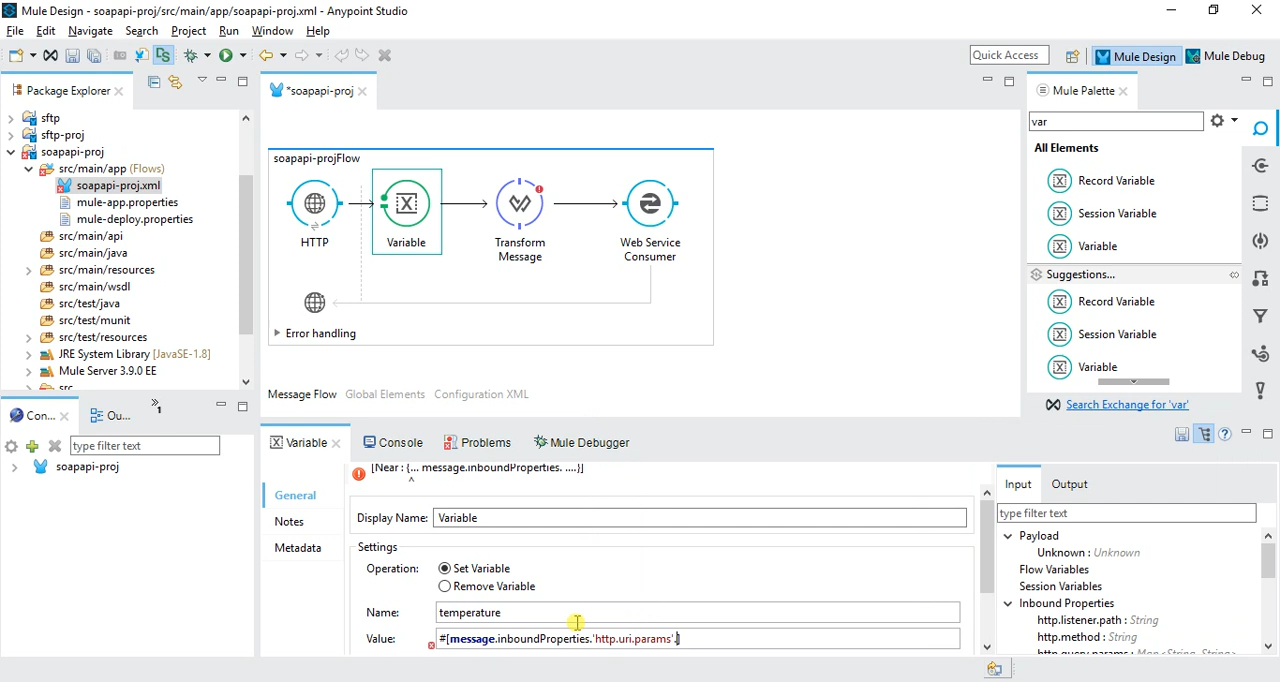 Mule Design - soapapi-proj/src/main/app/soapapi-proj.xml - Anypoint Studio
File Edit Navigate Search Project Run Window Help
Quick Access
Mule Design
Mule Debug
Package Explorer
*soapapi-proj
Mule Palette
sftp
sftp-proj
soapapi-proj
src/main/app (Flows)
soapapi-proj.xml
mule-app.properties
mule-deploy.properties
src/main/api
src/main/java
src/main/resources
src/main/wsdl
src/test/java
src/test/munit
src/test/resources
JRE System Library [JavaSE-1.8]
Mule Server 3.9.0 EE
src
soapapi-projFlow
HTTP
Variable
Transform Message
Web Service Consumer
Error handling
Message Flow Global Elements Configuration XML
var
All Elements
Record Variable
Session Variable
Variable
Suggestions...
Record Variable
Session Variable
Variable
Search Exchange for 'var'
Con...
Ou...
1
type filter text
soapapi-proj
Variable
Console
Problems
Mule Debugger
[Near : {... message.inboundProperties. ....}]
^
General
Notes
Metadata
Display Name: Variable
Settings
Operation: Set Variable
Remove Variable
Name: temperature
Value: #[message.inboundProperties.'http.uri.params'.]
Input Output
type filter text
Payload
Unknown : Unknown
Flow Variables
Session Variables
Inbound Properties
http.listener.path : String
http.method : String
http.query.params : Map<String, String>